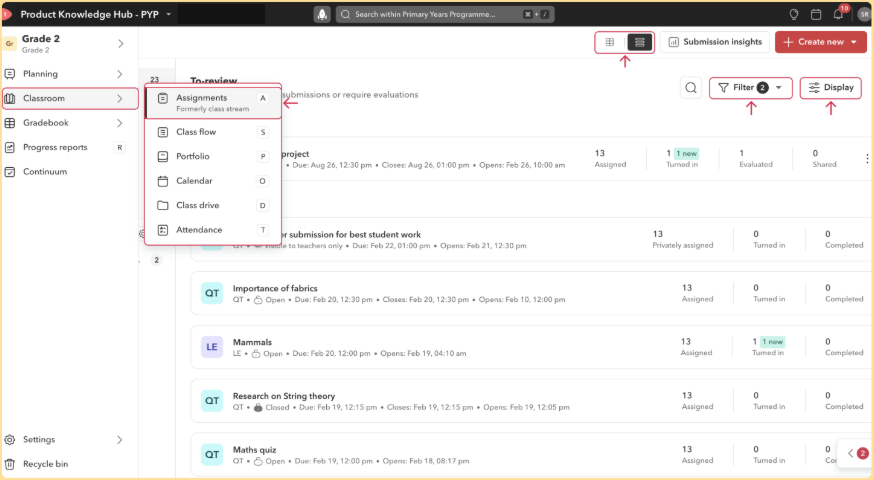 Product Knowledge Hub - PYP
Search within Primary Years Programme...
⌘ + /
10
SR
Gr
Grade 2
Grade 2
Submission insights
+ Create new
Planning
23
To-review
Classroom
Assignments A
Formerly class stream
submissions or require evaluations
Filter 2
Display
Gradebook
Class flow S
Progress reports R
Portfolio P
project
Due: Aug 26, 12:30 pm • Closes: Aug 26, 01:00 pm • Opens: Feb 26, 10:00 am
13 Assigned
1 1 new Turned in
1 Evaluated
0 Shared
Continuum
Calendar O
Class drive D
Attendance T
r submission for best student work
QT • Visible to teachers only • Due: Feb 22, 01:00 pm • Opens: Feb 21, 12:30 pm
13 Privately assigned
0 Turned in
0 Completed
2
QT
Importance of fabrics
QT • Open • Due: Feb 20, 12:30 pm • Closes: Feb 20, 12:30 pm • Opens: Feb 10, 12:00 pm
13 Assigned
0 Turned in
0 Completed
LE
Mammals
LE • Open • Due: Feb 20, 12:00 pm • Opens: Feb 19, 04:10 am
13 Assigned
1 1 new Turned in
0 Completed
QT
Research on String theory
QT • Closed • Due: Feb 19, 12:15 pm • Closes: Feb 19, 12:15 pm • Opens: Feb 19, 12:05 pm
13 Assigned
0 Turned in
0 Completed
QT
Maths quiz
QT • Open • Due: Feb 19, 12:00 pm • Opens: Feb 18, 08:17 pm
13 Assigned
0 Turned in
0
2
Settings
Recycle bin